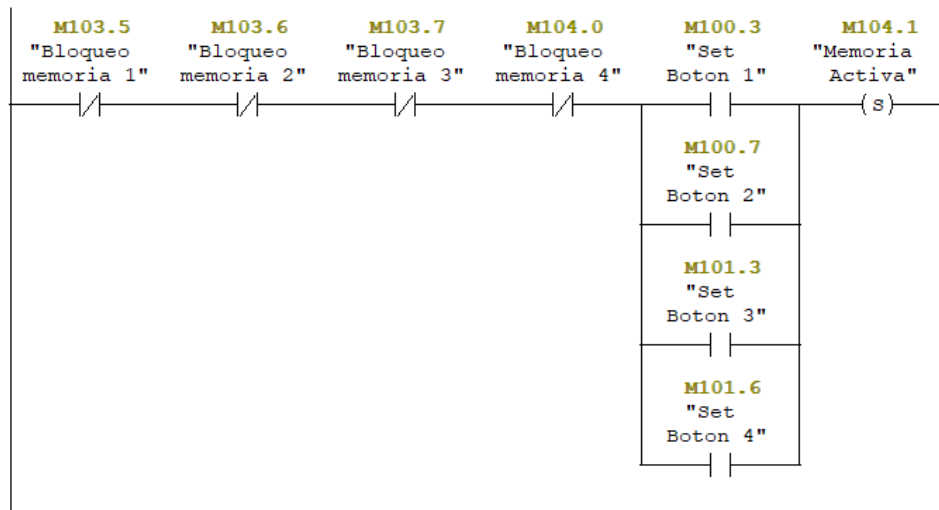 M103.5 M103.6 M103.7 M104.0 M100.3 M104.1
"Bloqueo "Bloqueo "Bloqueo "Bloqueo "Set "Memoria
memoria 1" memoria 2" memoria 3" memoria 4" Boton 1" Activa"
S
M100.7
"Set
Boton 2"
M101.3
"Set
Boton 3"
M101.6
"Set
Boton 4"